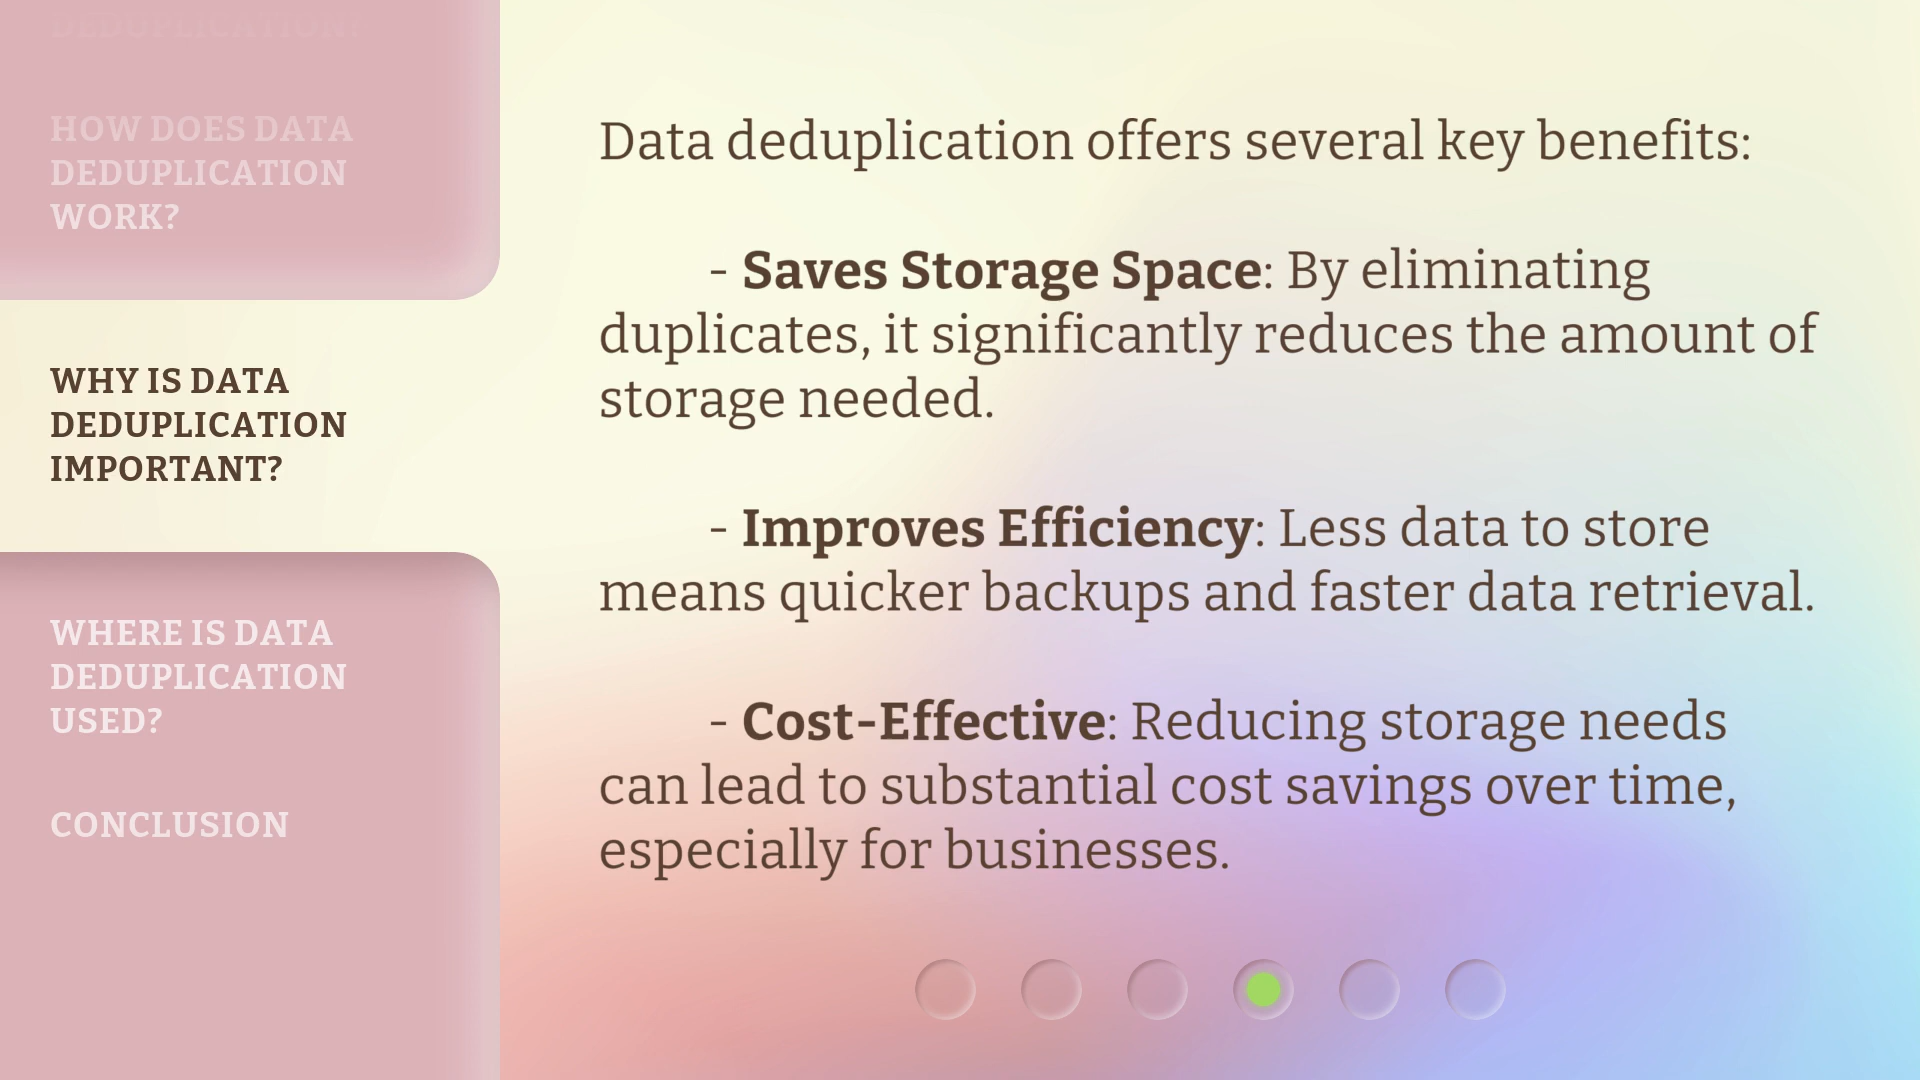 DEDUPLICATION?
HOW DOES DATA
DEDUPLICATION
WORK?
WHY IS DATA
DEDUPLICATION
IMPORTANT?
WHERE IS DATA
DEDUPLICATION
USED?
CONCLUSION
Data deduplication offers several key benefits:
- Saves Storage Space: By eliminating
duplicates, it significantly reduces the amount of
storage needed.
- Improves Efficiency: Less data to store
means quicker backups and faster data retrieval.
- Cost-Effective: Reducing storage needs
can lead to substantial cost savings over time,
especially for businesses.